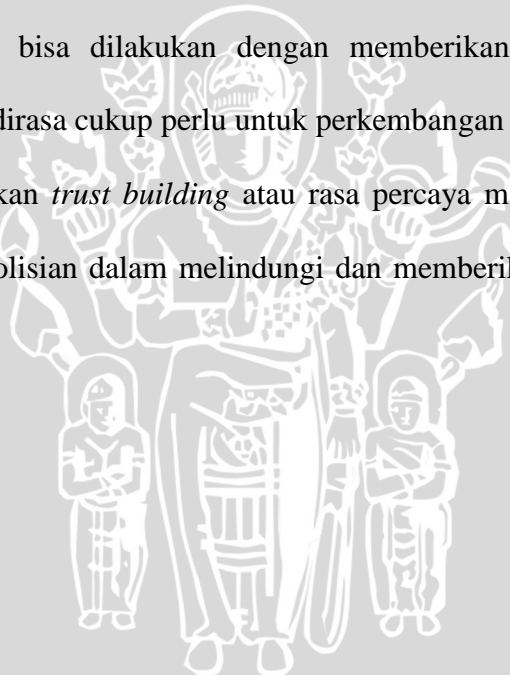 bisa dilakukan dengan memberikan
dirasa cukup perlu untuk perkembangan
kan trust building atau rasa percaya m
olisian dalam melindungi dan memberi